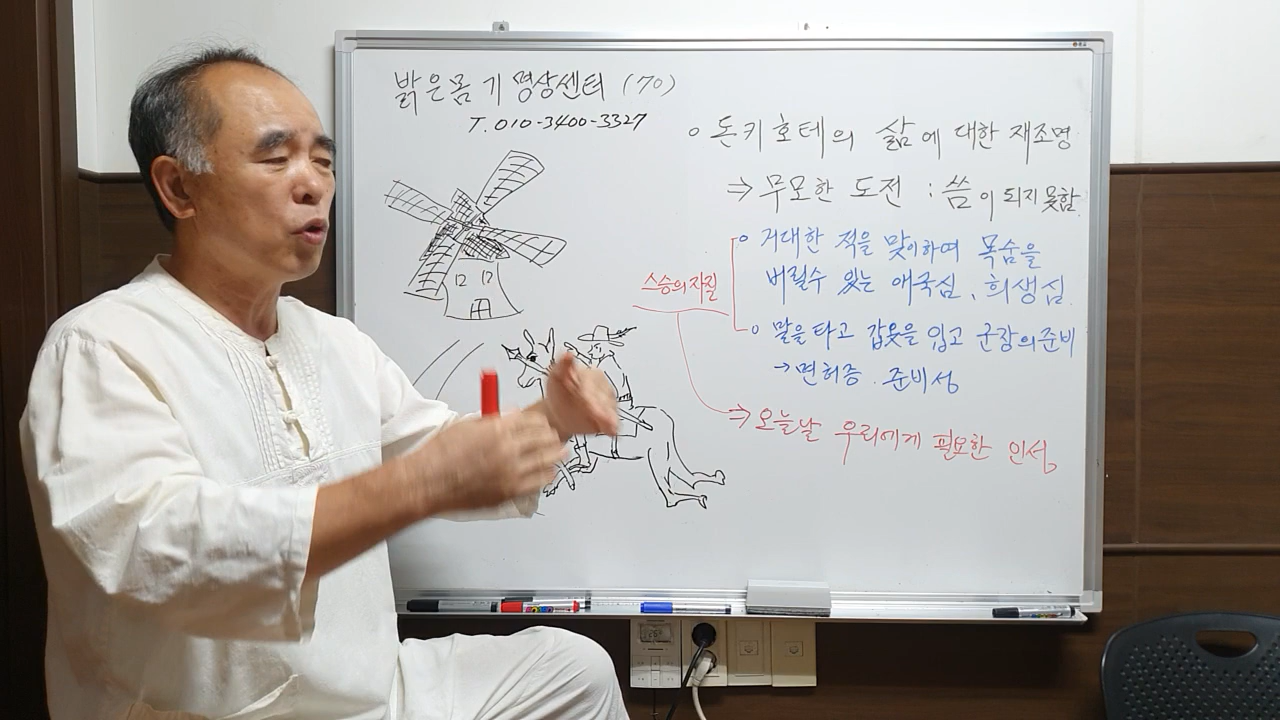 밝은몸 기 명상센터 (70)
T. 010-3400-3327
○ 돈키호테의 삶에 대한 재조명
⇒ 무모한 도전 : 씀이 되지 못함
스승의 자질
○ 거대한 적을 맞이하며 목숨을
버릴수 있는 애국심, 희생심.
○ 말을 타고 갑옷을 입고 군장의 준비
→ 면허증. 준비성
⇒ 오늘날 우리에게 필요한 인성